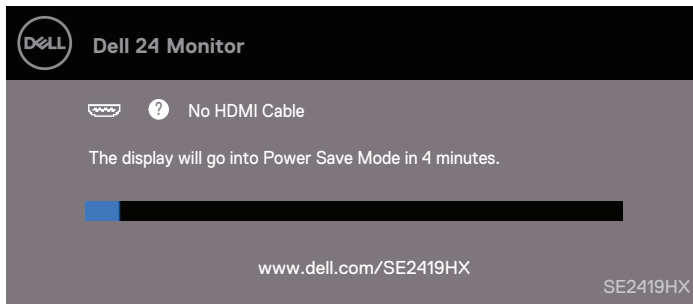 DELL Dell 24 Monitor
? No HDMI Cable
The display will go into Power Save Mode in 4 minutes.
www.dell.com/SE2419HX
SE2419HX